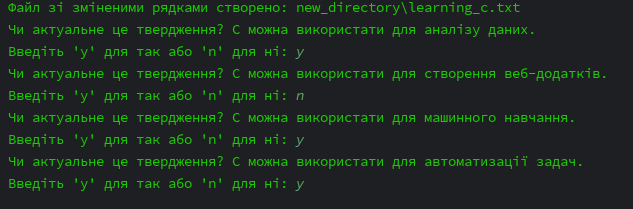 Файл зі зміненими рядками створено: new_directory\learning_c.txt
Чи актуальне це твердження? C можна використати для аналізу даних.
Введіть 'y' для так або 'n' для ні: y
Чи актуальне це твердження? C можна використати для створення веб-додатків.
Введіть 'y' для так або 'n' для ні: n
Чи актуальне це твердження? C можна використати для машинного навчання.
Введіть 'y' для так або 'n' для ні: y
Чи актуальне це твердження? C можна використати для автоматизації задач.
Введіть 'y' для так або 'n' для ні: y